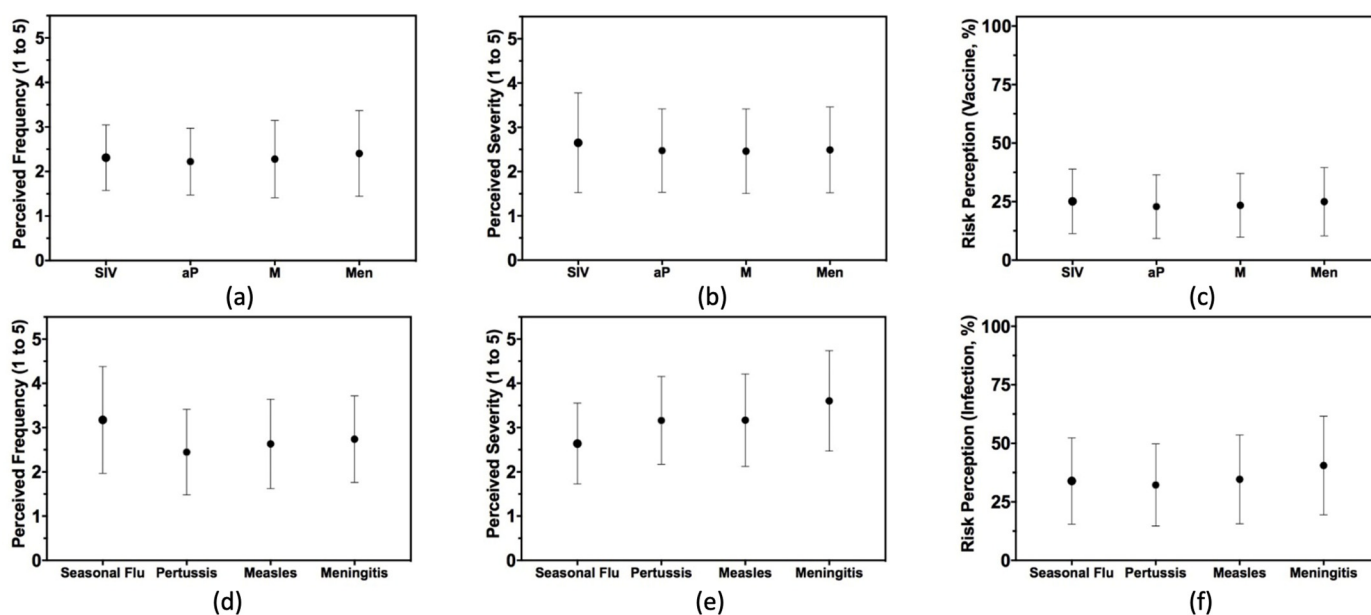 Perceived Frequency (1 to 5)
5
4
3
2
1
0
SIV aP M Men
(a)
Perceived Severity (1 to 5)
5
4
3
2
1
0
SIV aP M Men
(b)
Risk Perception (Vaccine, %)
100
75
50
25
0
SIV aP M Men
(c)
Perceived Frequency (1 to 5)
5
4
3
2
1
0
Seasonal Flu Pertussis Measles Meningitis
(d)
Perceived Severity (1 to 5)
5
4
3
2
1
0
Seasonal Flu Pertussis Measles Meningitis
(e)
Risk Perception (Infection, %)
100
75
50
25
0
Seasonal Flu Pertussis Measles Meningitis
(f)